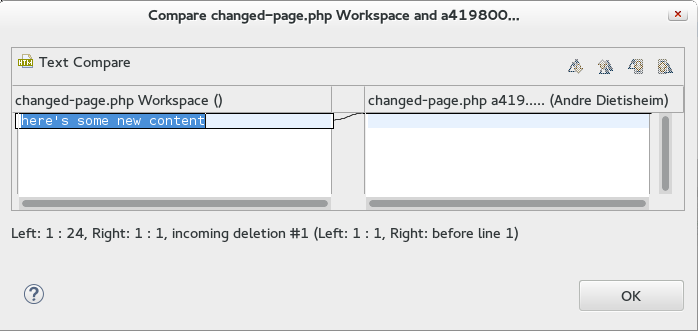 Compare changed-page.php Workspace and a419800...
Text Compare
changed-page.php Workspace ()
changed-page.php a419..... (Andre Dietisheim)
here's some new content
Left: 1 : 24, Right: 1 : 1, incoming deletion #1 (Left: 1 : 1, Right: before line 1)
?
OK